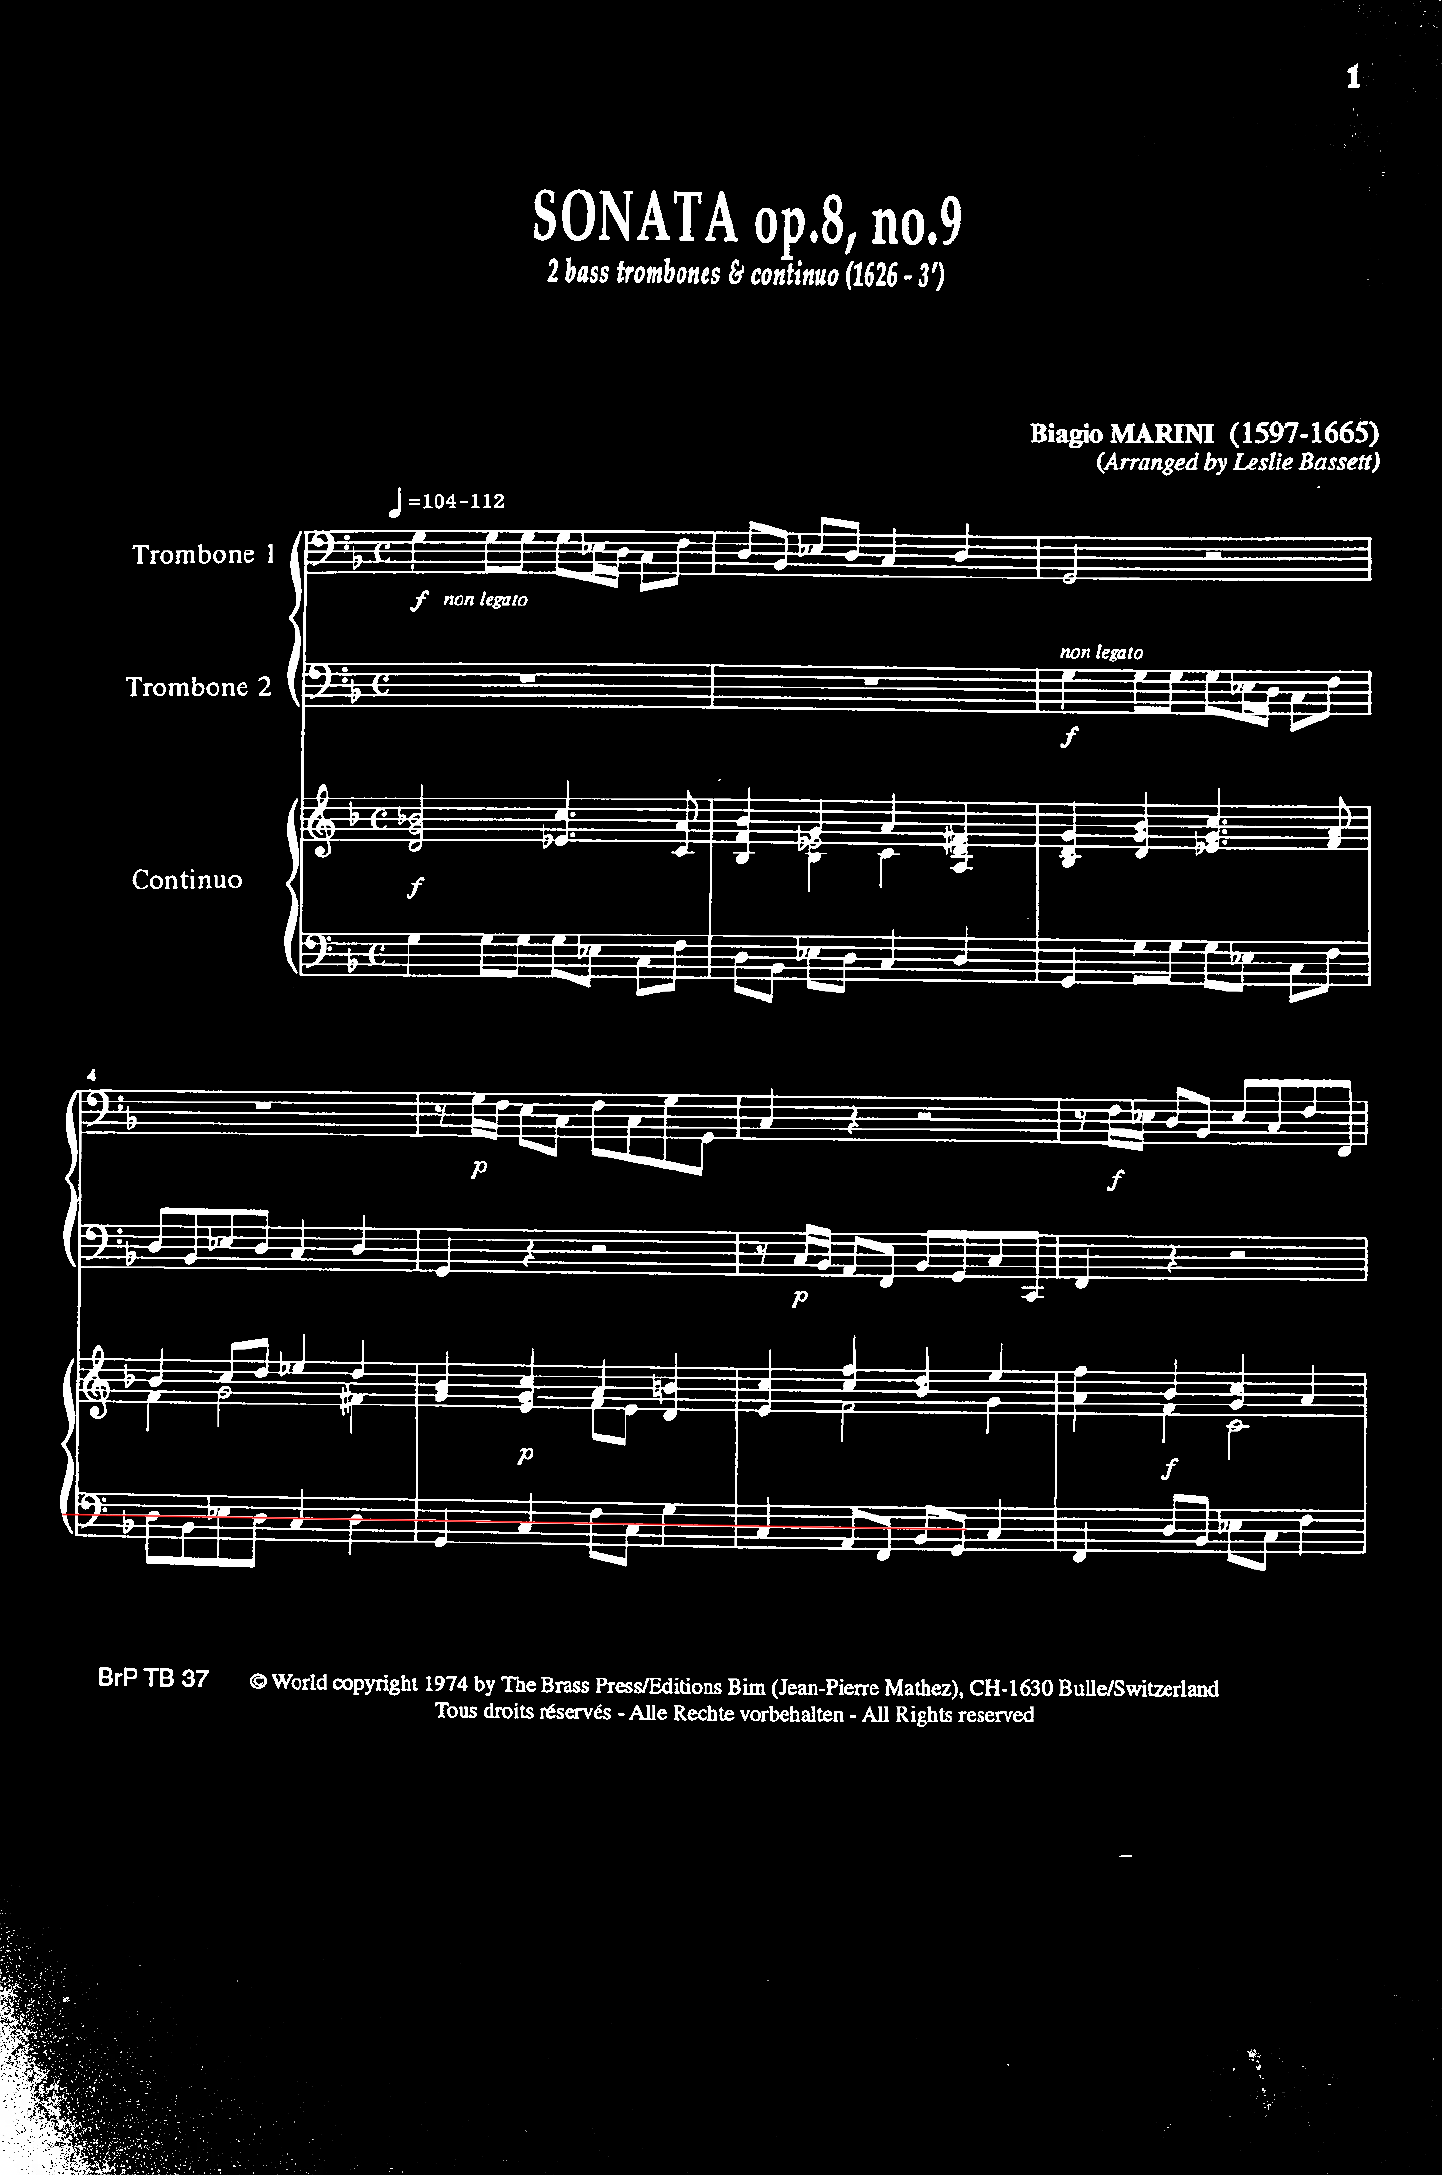 1
SONATA op.8, no.9
2 bass trombones & continuo (1626 - 3')
Biagio MARINI (1597-1665)
(Arranged by Leslie Bassett)
=104-112
Trombone 1
f non legato
non legato
Trombone 2
f
Continuo
f
4
p
f
p
p
f
BrP TB 37 © World copyright 1974 by The Brass Press/Editions Bim (Jean-Pierre Mathez), CH-1630 Bulle/Switzerland
Tous droits réservés - Alle Rechte vorbehalten - All Rights reserved